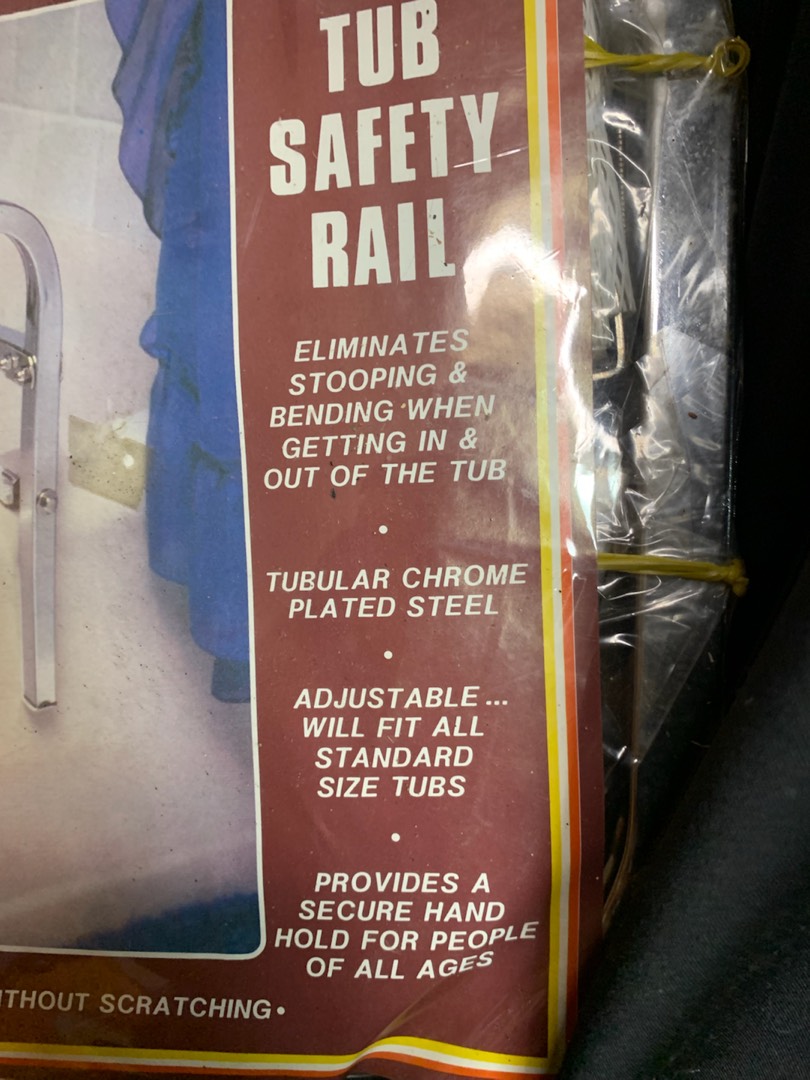 TUB
SAFETY
RAIL
ELIMINATES
STOOPING &
BENDING WHEN
GETTING IN &
OUT OF THE TUB
•
TUBULAR CHROME
PLATED STEEL
•
ADJUSTABLE...
WILL FIT ALL
STANDARD
SIZE TUBS
•
PROVIDES A
SECURE HAND
HOLD FOR PEOPLE
OF ALL AGES
ITHOUT SCRATCHING•